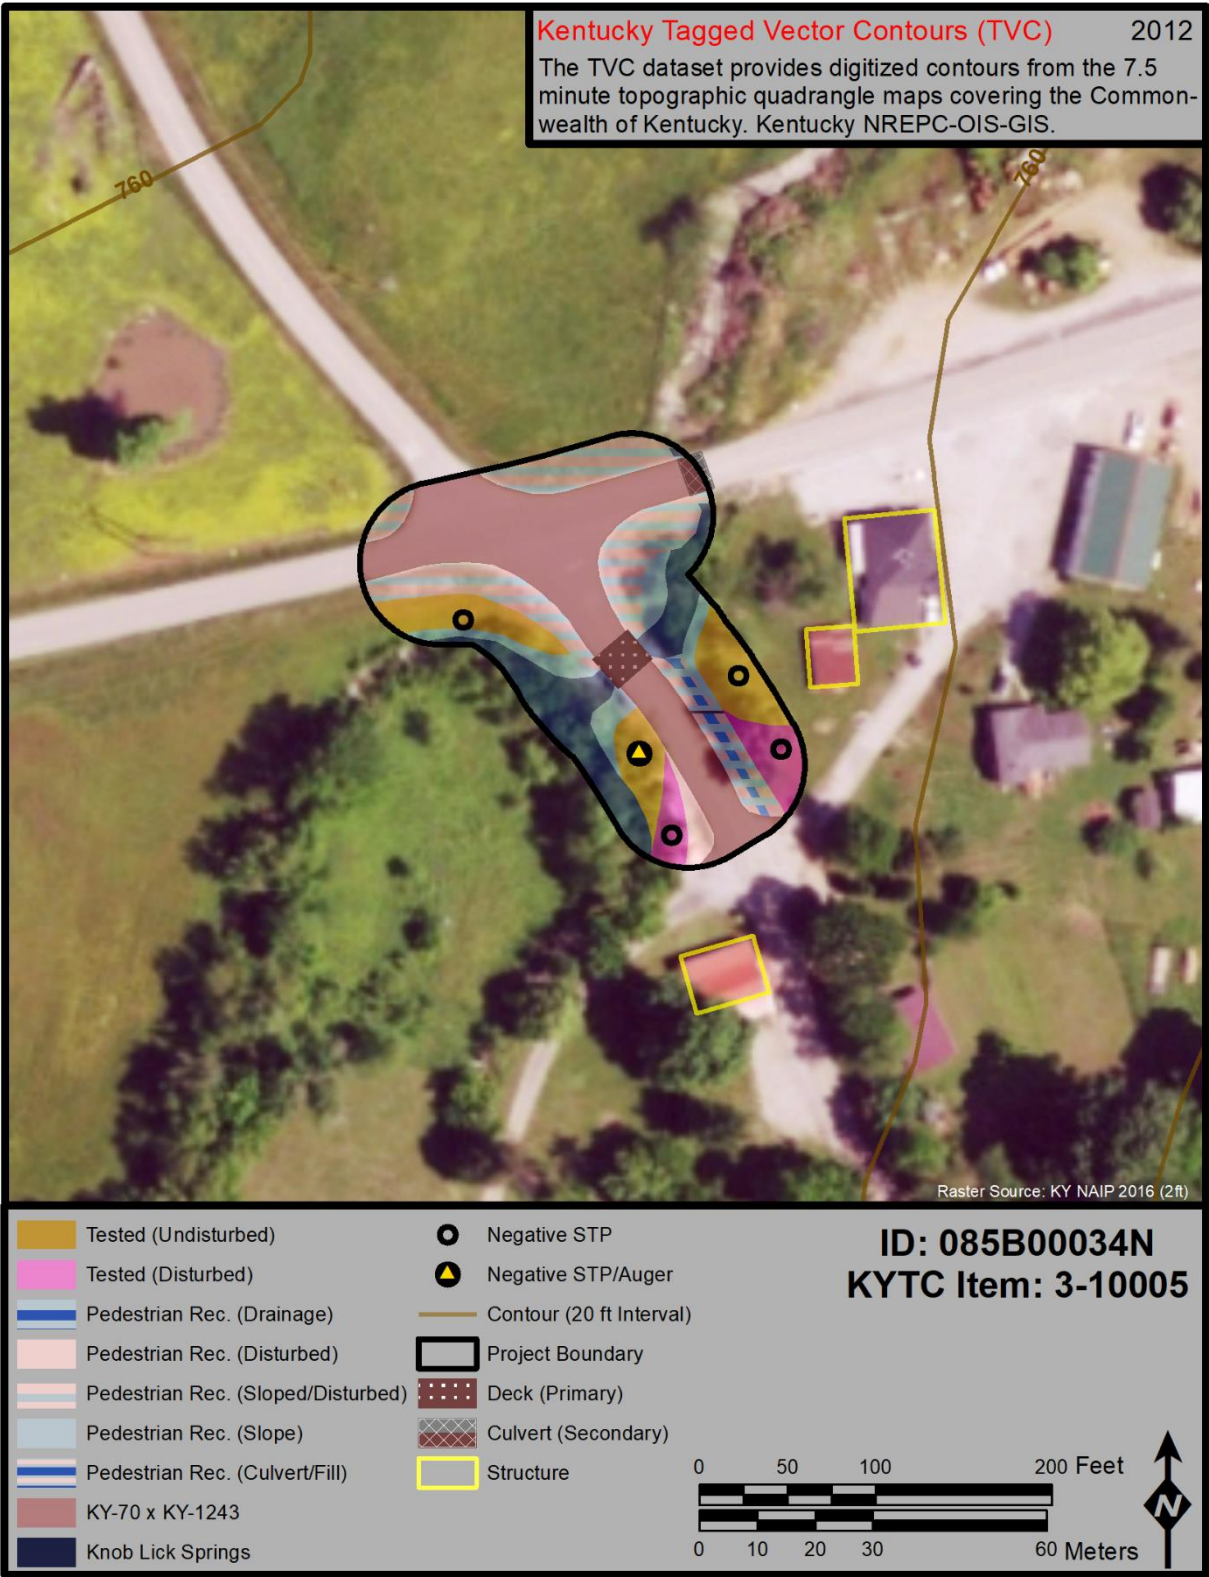 Kentucky Tagged Vector Contours (TVC) 2012
The TVC dataset provides digitized contours from the 7.5
minute topographic quadrangle maps covering the Common-
wealth of Kentucky. Kentucky NREPC-OIS-GIS.
760
760
Raster Source: KY NAIP 2016 (2ft)
Tested (Undisturbed)
Tested (Disturbed)
Pedestrian Rec. (Drainage)
Pedestrian Rec. (Disturbed)
Pedestrian Rec. (Sloped/Disturbed)
Pedestrian Rec. (Slope)
Pedestrian Rec. (Culvert/Fill)
KY-70 x KY-1243
Knob Lick Springs
Negative STP
Negative STP/Auger
Contour (20 ft Interval)
Project Boundary
Deck (Primary)
Culvert (Secondary)
Structure
ID: 085B00034N
KYTC Item: 3-10005
0 50 100 200 Feet
0 10 20 30 60 Meters
N